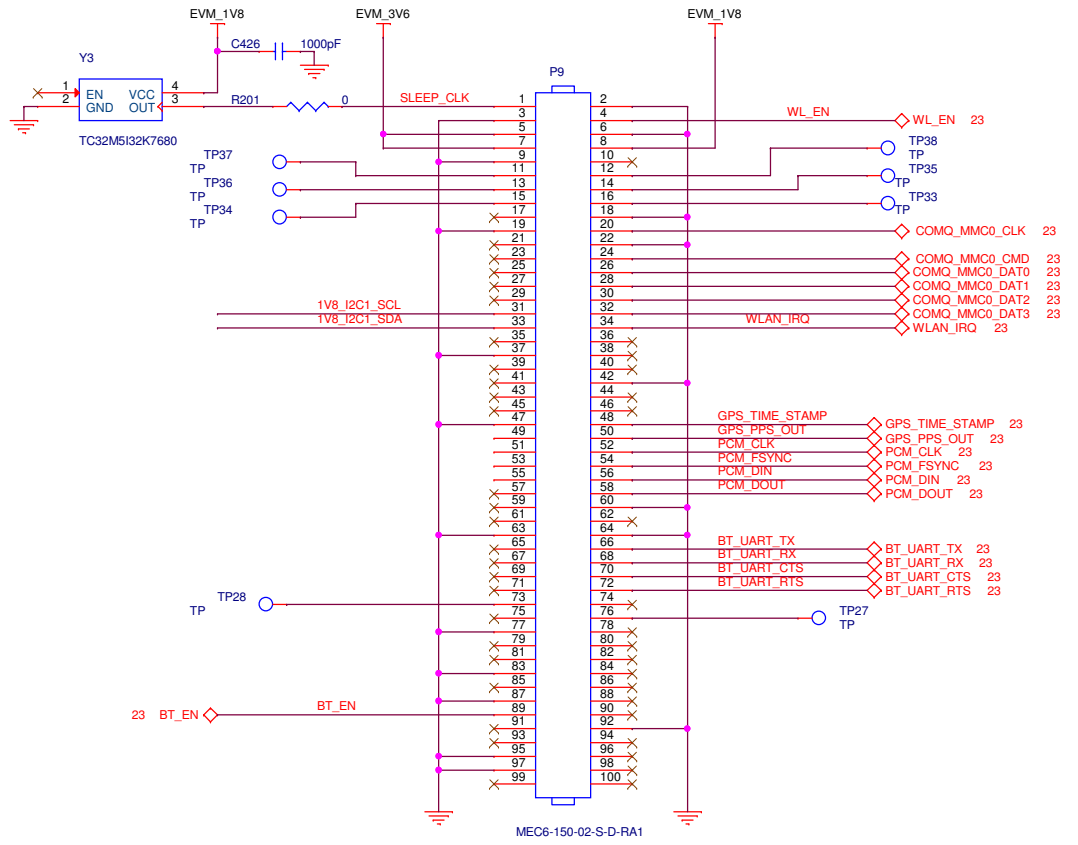 EVM_1V8 EVM_3V6 EVM_1V8
C426 1000pF
Y3
P9
1 EN VCC 4
2 GND OUT 3
R201 0 SLEEP_CLK
TC32M5I32K7680
1 2
3 4 WL_EN WL_EN 23
5 6
7 8
TP38
TP
9 10
TP37
TP
11 12
TP35
TP
13 14
TP36
TP
15 16
TP33
TP
TP34
TP
17 18
19 20 COMQ_MMC0_CLK 23
21 22
23 24 COMQ_MMC0_CMD 23
25 26 COMQ_MMC0_DAT0 23
27 28 COMQ_MMC0_DAT1 23
29 30 COMQ_MMC0_DAT2 23
1V8_I2C1_SCL 31 32 COMQ_MMC0_DAT3 23
1V8_I2C1_SDA 33 34 WLAN_IRQ WLAN_IRQ 23
35 36
37 38
39 40
41 42
43 44
45 46
47 48 GPS_TIME_STAMP GPS_TIME_STAMP 23
49 50 GPS_PPS_OUT GPS_PPS_OUT 23
51 52 PCM_CLK PCM_CLK 23
53 54 PCM_FSYNC PCM_FSYNC 23
55 56 PCM_DIN PCM_DIN 23
57 58 PCM_DOUT PCM_DOUT 23
59 60
61 62
63 64
65 66 BT_UART_TX BT_UART_TX 23
67 68 BT_UART_RX BT_UART_RX 23
69 70 BT_UART_CTS BT_UART_CTS 23
71 72 BT_UART_RTS BT_UART_RTS 23
TP28
TP
73 74
75 76
TP27
TP
77 78
79 80
81 82
83 84
85 86
87 88
23 BT_EN BT_EN 89 90
91 92
93 94
95 96
97 98
99 100
MEC6-150-02-S-D-RA1